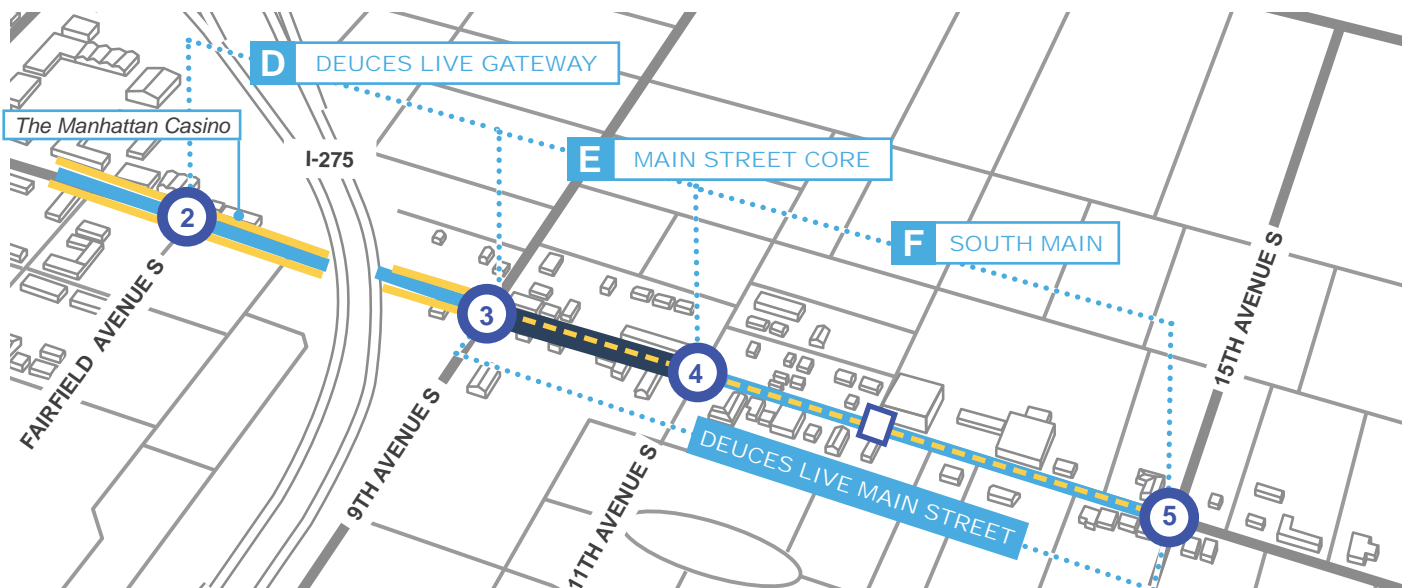 D DEUCES LIVE GATEWAY
The Manhattan Casino
I-275
E MAIN STREET CORE
2
F SOUTH MAIN
3
4
5
FAIRFIELD AVENUE S
9TH AVENUE S
11TH AVENUE S
15TH AVENUE S
DEUCES LIVE MAIN STREET